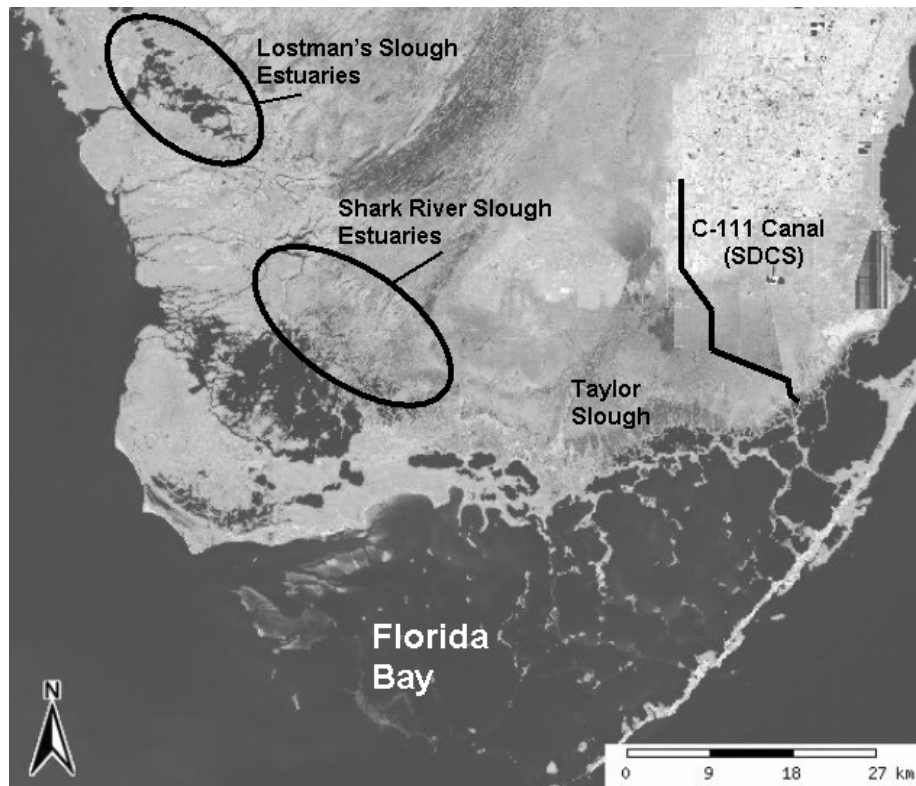 Lostman's Slough
Estuaries
Shark River Slough
Estuaries
C-111 Canal
(SDCS)
Taylor
Slough
Florida
Bay
N
0 9 18 27 km